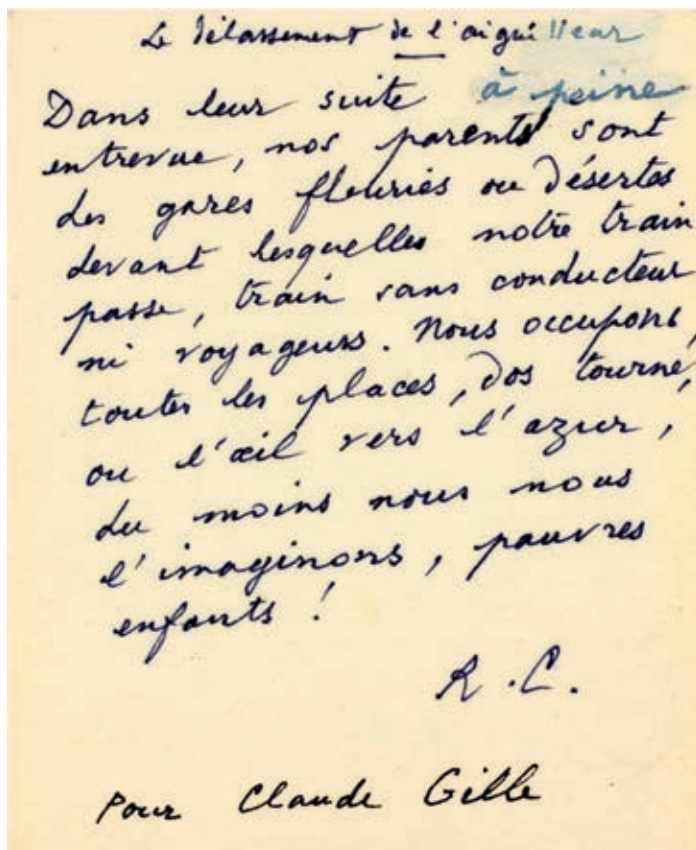 Le délassement de l'aiguilleur
Dans leur suite à peine
entrevue, nos parents sont
des gares fleuries ou désertes
devant lesquelles notre train
passe, train sans conducteur
ni voyageurs. Nous occupons,
toutes les places, dos tourné,
ou l'œil vers l'azur,
du moins nous nous
l'imaginons, pauvres
enfants !
R. C.
Pour Claude Gille